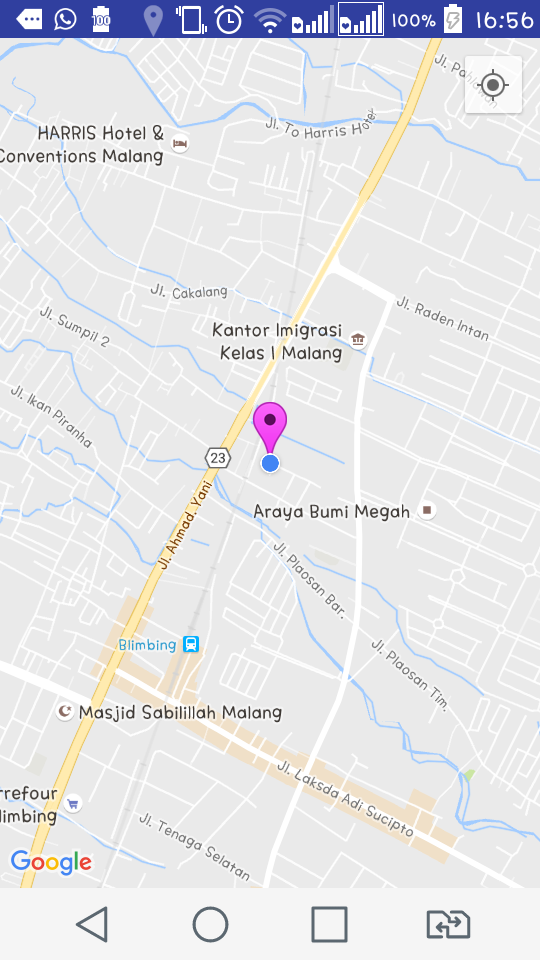 100
100%
16:56
Jl. To Harris Hotel
HARRIS Hotel &
Conventions Malang
Jl. Cakalang
Jl. Raden Intan
Jl. Sumpil 2
Kantor Imigrasi
Kelas I Malang
Jl. Ikan Piranha
23
Jl. Ahmad. Yani
Araya Bumi Megah
Jl. Plaosan Bar.
Blimbing
Jl. Plaosan Tim.
Masjid Sabilillah Malang
Jl. Laksda Adi Sucipto
rrefour
limbing
Jl. Tenaga Selatan
Google